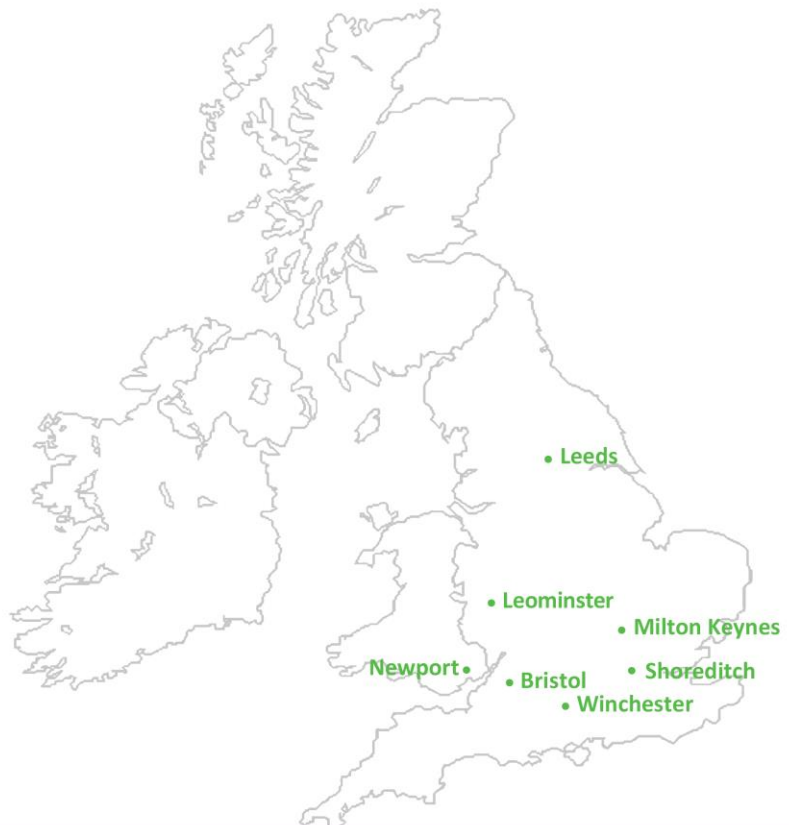 Leeds
Leominster
Milton Keynes
Newport
Shoreditch
Bristol
Winchester